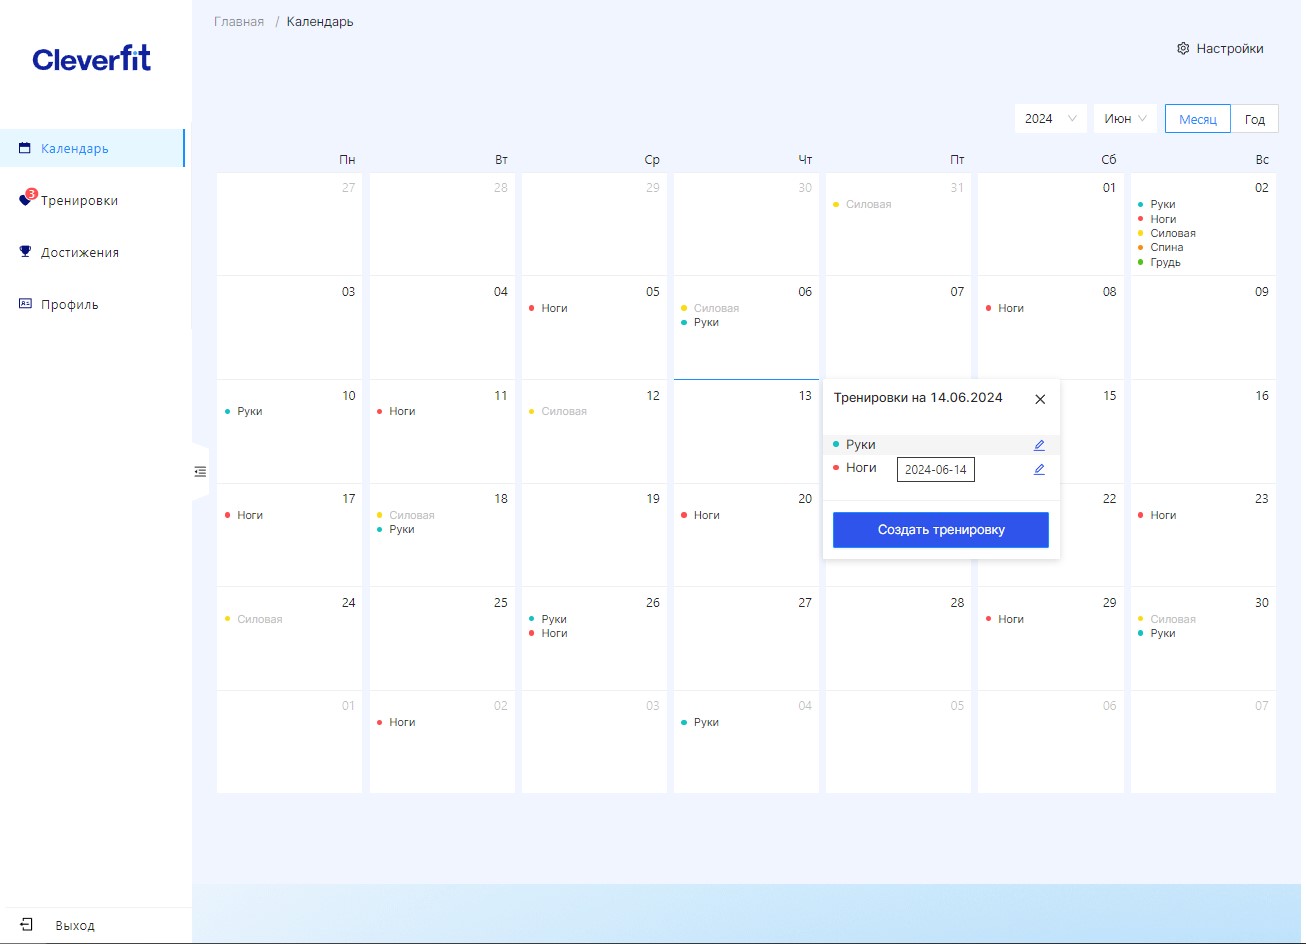 Главная / Календарь
Cleverfit
Настройки
2024 Июн Месяц Год
Календарь
3
Тренировки
Достижения
Профиль
Выход
Пн Вт Ср Чт Пт Сб Вс
27 28 29 30 31 01 02
Силовая
Руки
Ноги
Силовая
Спина
Грудь
03 04 05 06 07 08 09
Ноги
Силовая
Руки
Ноги
10 11 12 13 15 16
Руки
Ноги
Силовая
Тренировки на 14.06.2024
Руки
Ноги
2024-06-14
Создать тренировку
17 18 19 20 22 23
Ноги
Силовая
Руки
Ноги
Ноги
24 25 26 27 28 29 30
Силовая
Руки
Ноги
Ноги
Силовая
Руки
01 02 03 04 05 06 07
Ноги
Руки